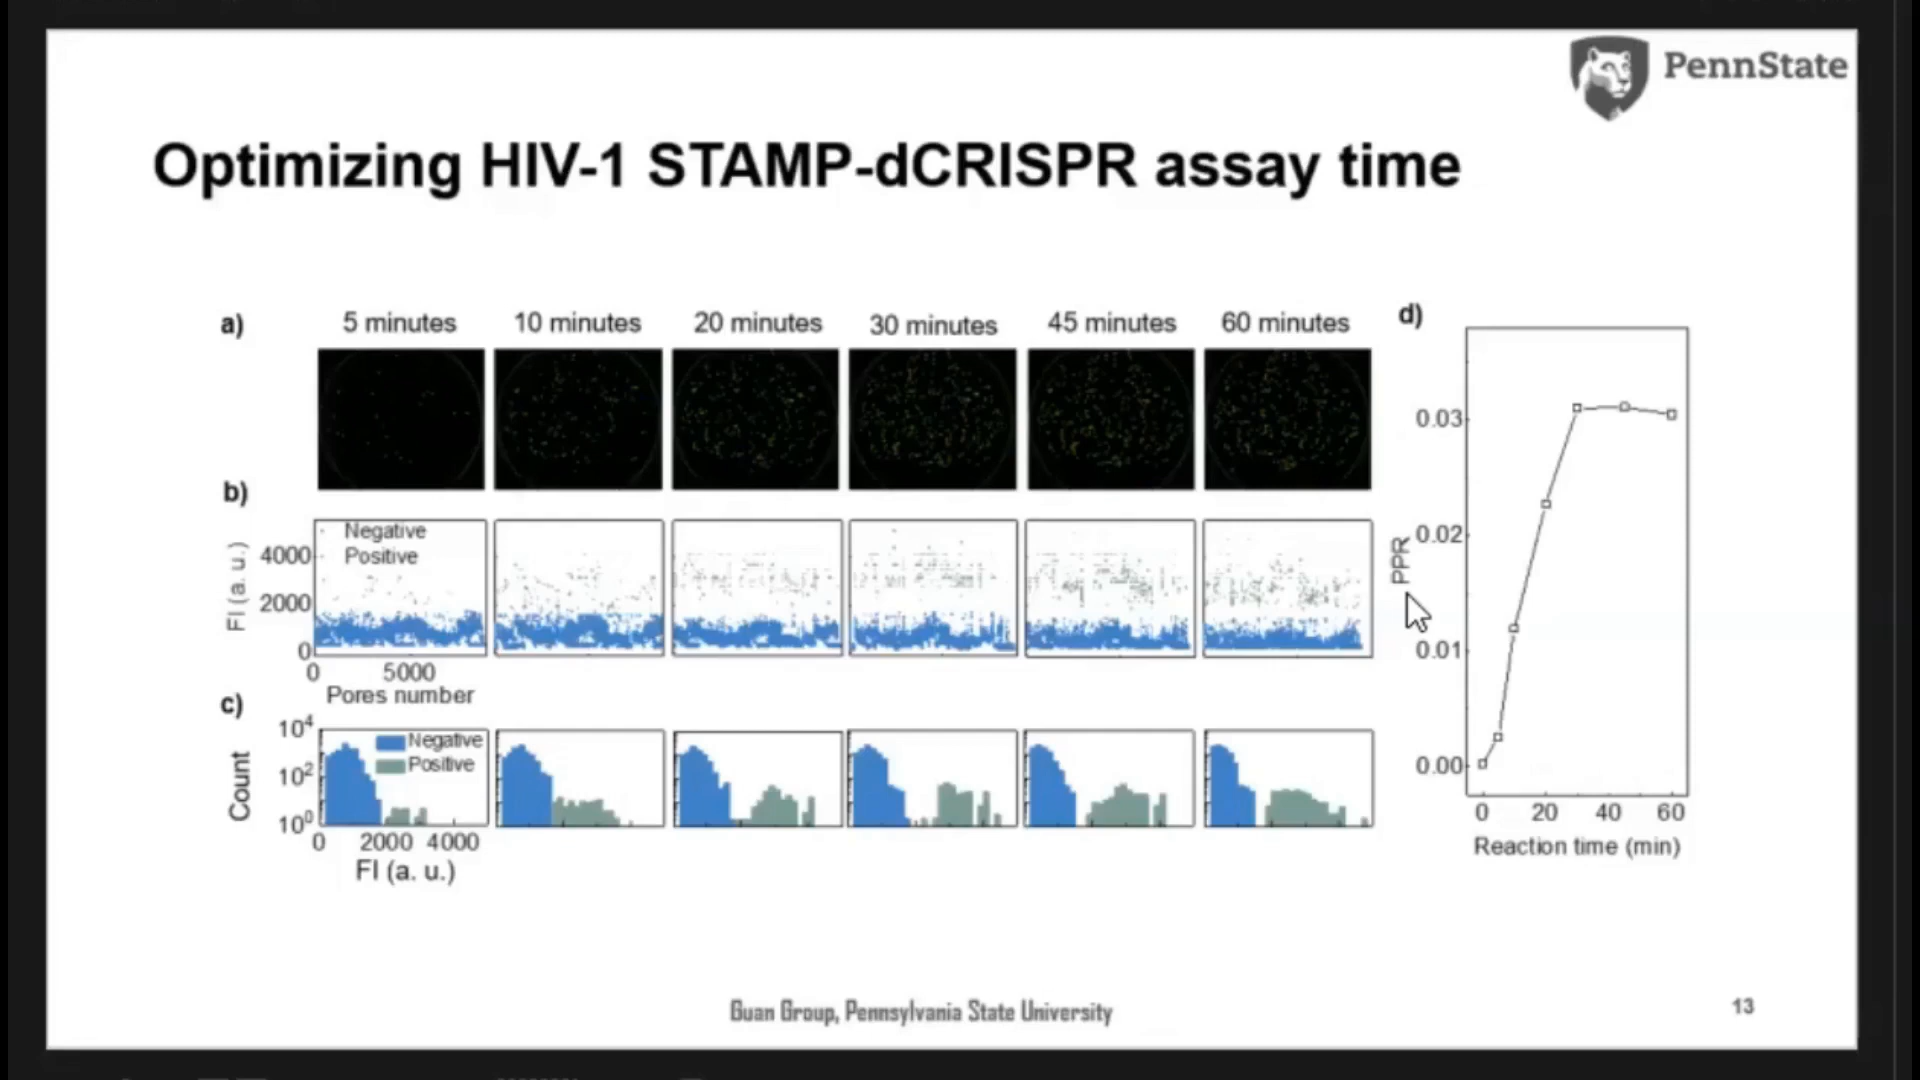 PennState
Optimizing HIV-1 STAMP-dCRISPR assay time
a)
5 minutes
10 minutes
20 minutes
30 minutes
45 minutes
60 minutes
b)
Negative
Positive
FI (a. u.)
4000
2000
0
0
5000
Pores number
c)
Negative
Positive
Count
10⁴
10²
10⁰
0
2000
4000
FI (a. u.)
d)
PPR
0.03
0.02
0.01
0.00
0
20
40
60
Reaction time (min)
Guan Group, Pennsylvania State University
13